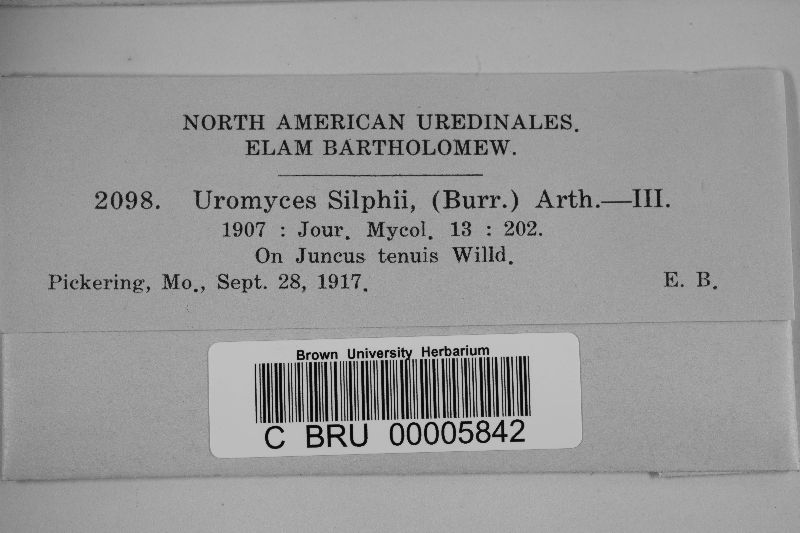 NORTH AMERICAN UREDINALES.
ELAM BARTHOLOMEW.
2098. Uromyces Silphii, (Burr.) Arth.—III.
1907 : Jour. Mycol. 13 : 202.
On Juncus tenuis Willd.
Pickering, Mo., Sept. 28, 1917. E. B.
Brown University Herbarium
C BRU 00005842